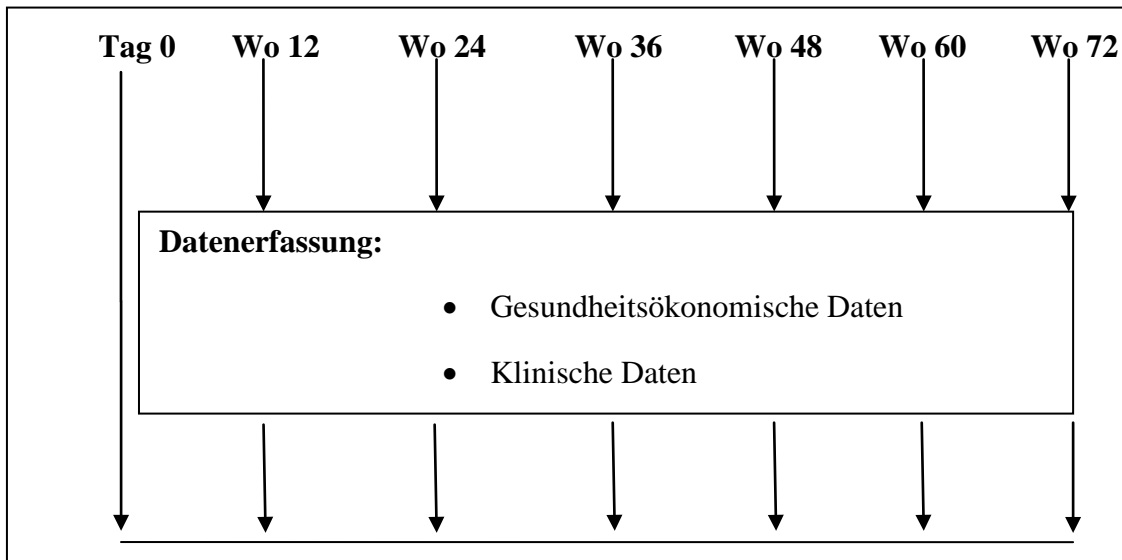 Tag 0 Wo 12 Wo 24 Wo 36 Wo 48 Wo 60 Wo 72
Datenerfassung:
• Gesundheitsökonomische Daten
• Klinische Daten